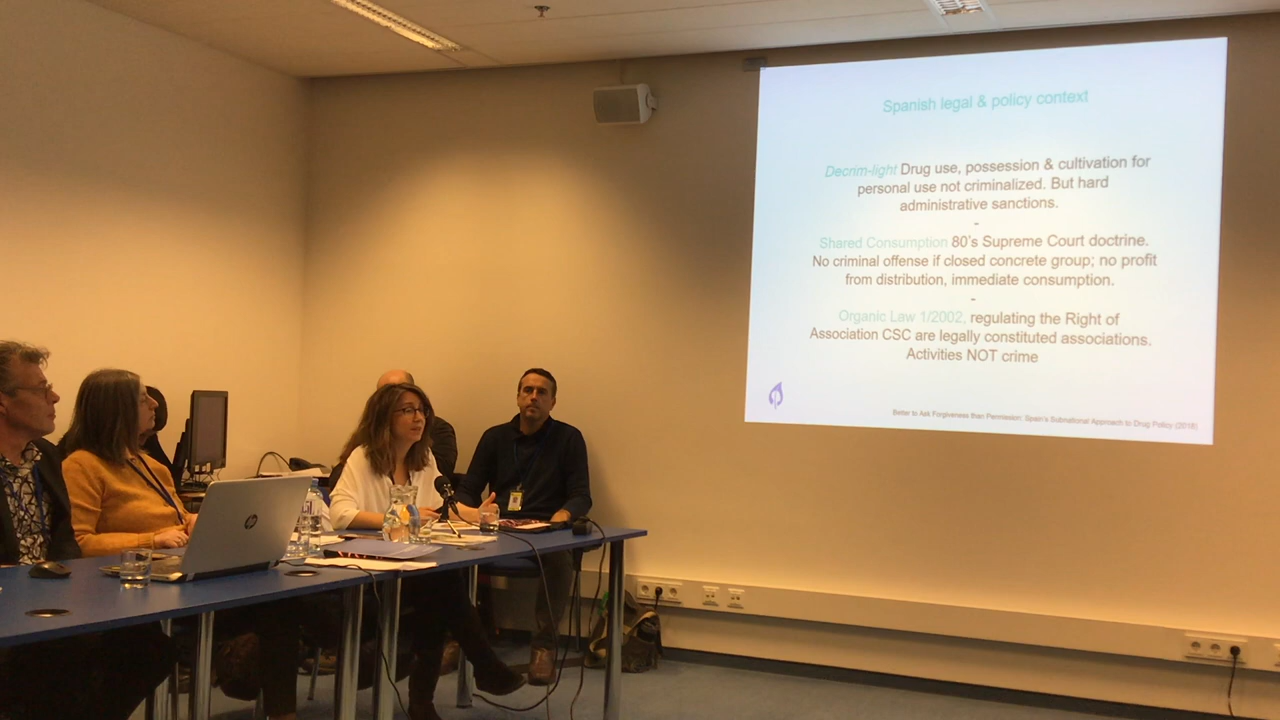 Spanish legal & policy context
Decrim-light Drug use, possession & cultivation for
personal use not criminalized. But hard
administrative sanctions.
-
Shared Consumption 80's Supreme Court doctrine.
No criminal offense if closed concrete group; no profit
from distribution, immediate consumption.
-
Organic Law 1/2002, regulating the Right of
Association CSC are legally constituted associations.
Activities NOT crime
Better to Ask Forgiveness than Permission: Spain's Subnational Approach to Drug Policy (2018)
hp